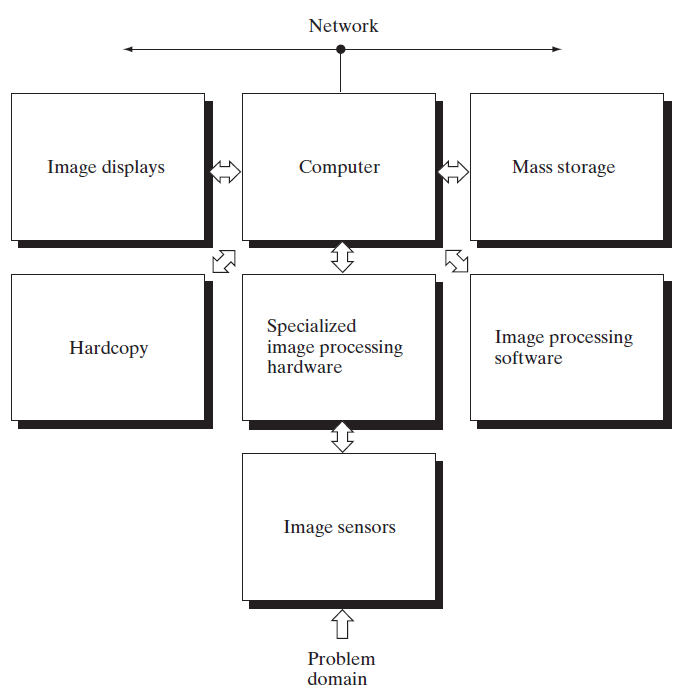 Network
Image displays
Computer
Mass storage
Hardcopy
Specialized
image processing
hardware
Image processing
software
Image sensors
Problem
domain